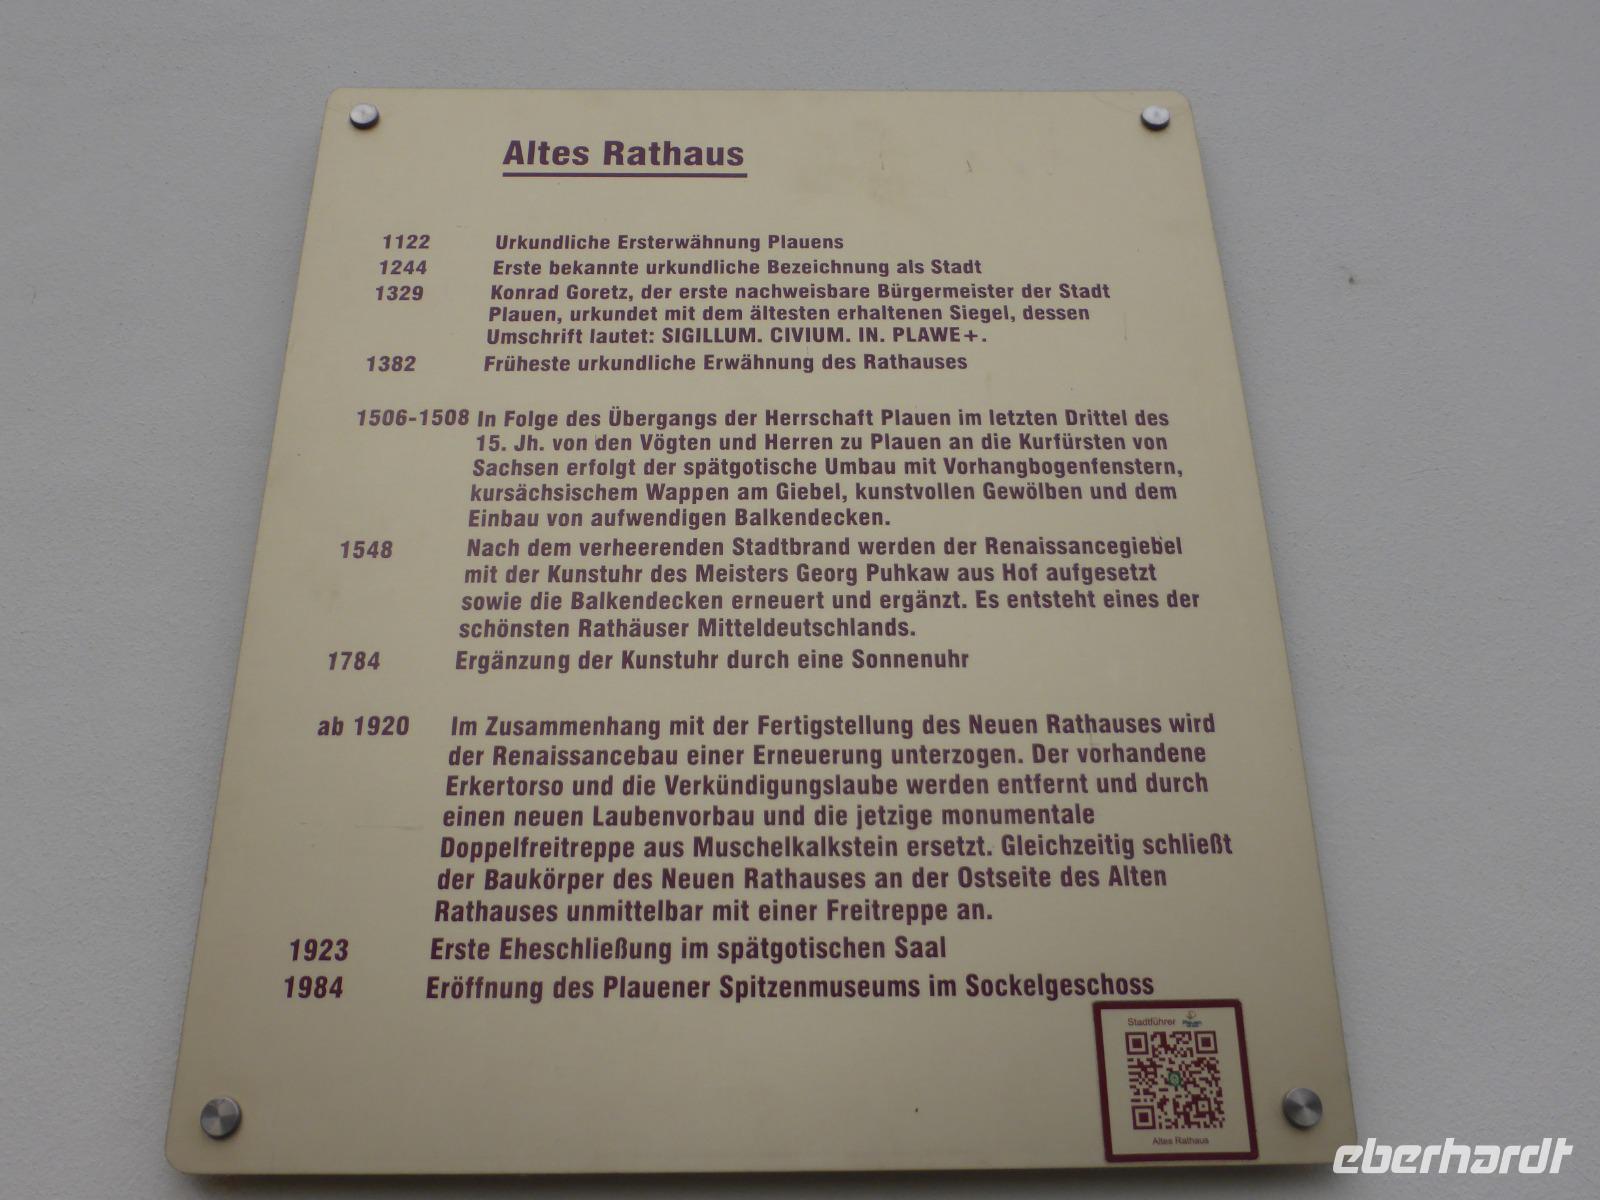 Altes Rathaus
1122 Urkundliche Ersterwähnung Plauens
1244 Erste bekannte urkundliche Bezeichnung als Stadt
1329 Konrad Goretz, der erste nachweisbare Bürgermeister der Stadt
Plauen, urkundet mit dem ältesten erhaltenen Siegel, dessen
Umschrift lautet: SIGILLUM. CIVIUM. IN. PLAWE+.
1382 Früheste urkundliche Erwähnung des Rathauses
1506-1508 In Folge des Übergangs der Herrschaft Plauen im letzten Drittel des
15. Jh. von den Vögten und Herren zu Plauen an die Kurfürsten von
Sachsen erfolgt der spätgotische Umbau mit Vorhangbogenfenstern,
kursächsischem Wappen am Giebel, kunstvollen Gewölben und dem
Einbau von aufwendigen Balkendecken.
1548 Nach dem verheerenden Stadtbrand werden der Renaissancegiebel
mit der Kunstuhr des Meisters Georg Puhkaw aus Hof aufgesetzt
sowie die Balkendecken erneuert und ergänzt. Es entsteht eines der
schönsten Rathäuser Mitteldeutschlands.
1784 Ergänzung der Kunstuhr durch eine Sonnenuhr
ab 1920 Im Zusammenhang mit der Fertigstellung des Neuen Rathauses wird
der Renaissancebau einer Erneuerung unterzogen. Der vorhandene
Erkertorso und die Verkündigungslaube werden entfernt und durch
einen neuen Laubenvorbau und die jetzige monumentale
Doppelfreitreppe aus Muschelkalkstein ersetzt. Gleichzeitig schließt
der Baukörper des Neuen Rathauses an der Ostseite des Alten
Rathauses unmittelbar mit einer Freitreppe an.
1923 Erste Eheschließung im spätgotischen Saal
1984 Eröffnung des Plauener Spitzenmuseums im Sockelgeschoss
Stadtführer Plauen
Altes Rathaus
eberhardt